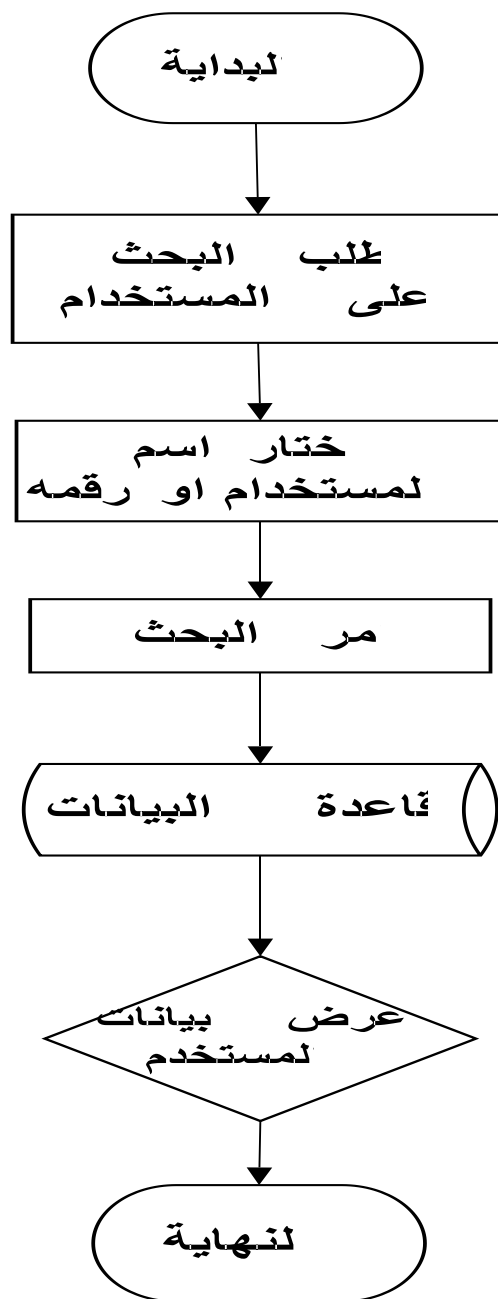 لبداية
طلب البحث
على المستخدام
ختار اسم
لمستخدام او رقمه
مر البحث
قاعدة البيانات
عرض بيانات
لمستخدم
لنهاية